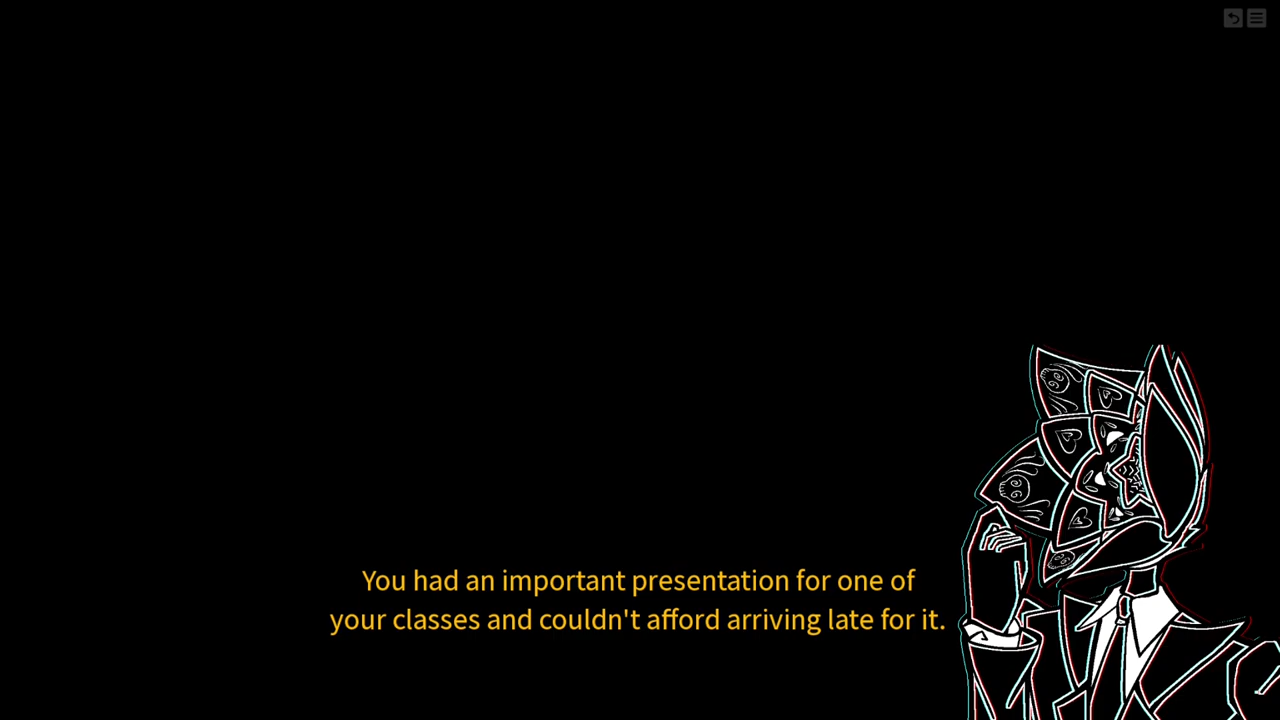 You had an important presentation for one of
your classes and couldn't afford arriving late for it.